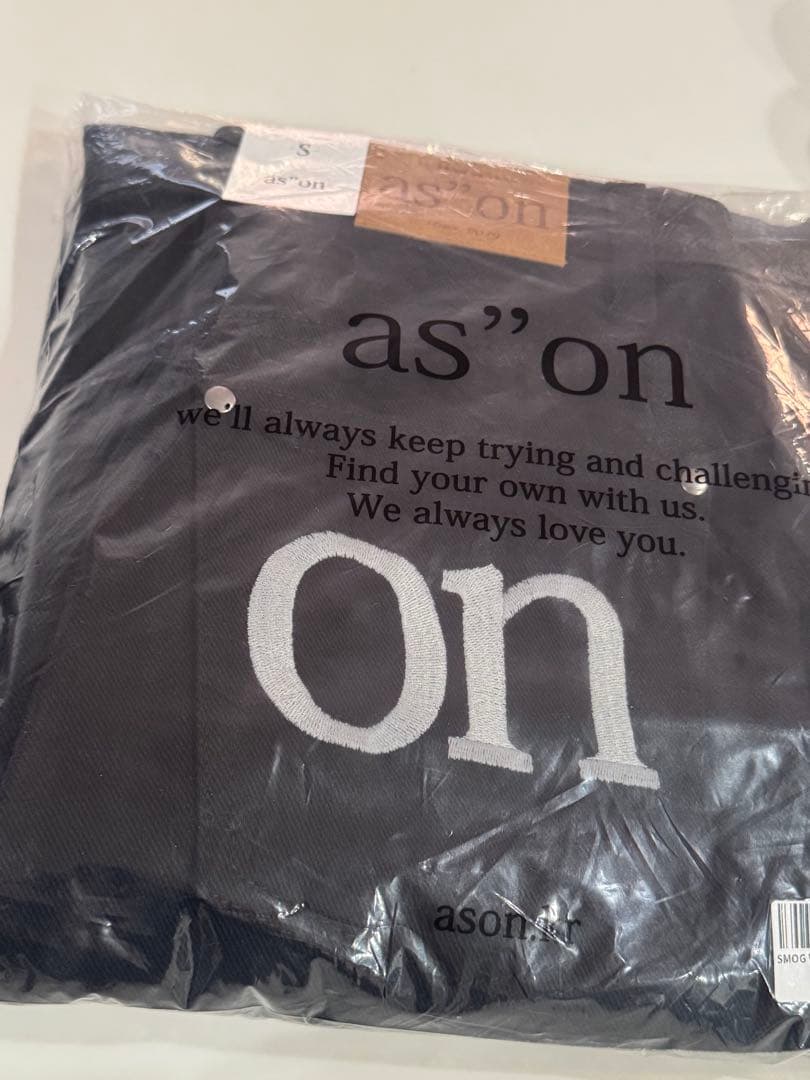 S
as”on
as”on
as”on
we'll always keep trying and challengin
Find your own with us.
We always love you.
on
ason.kr
SMOG